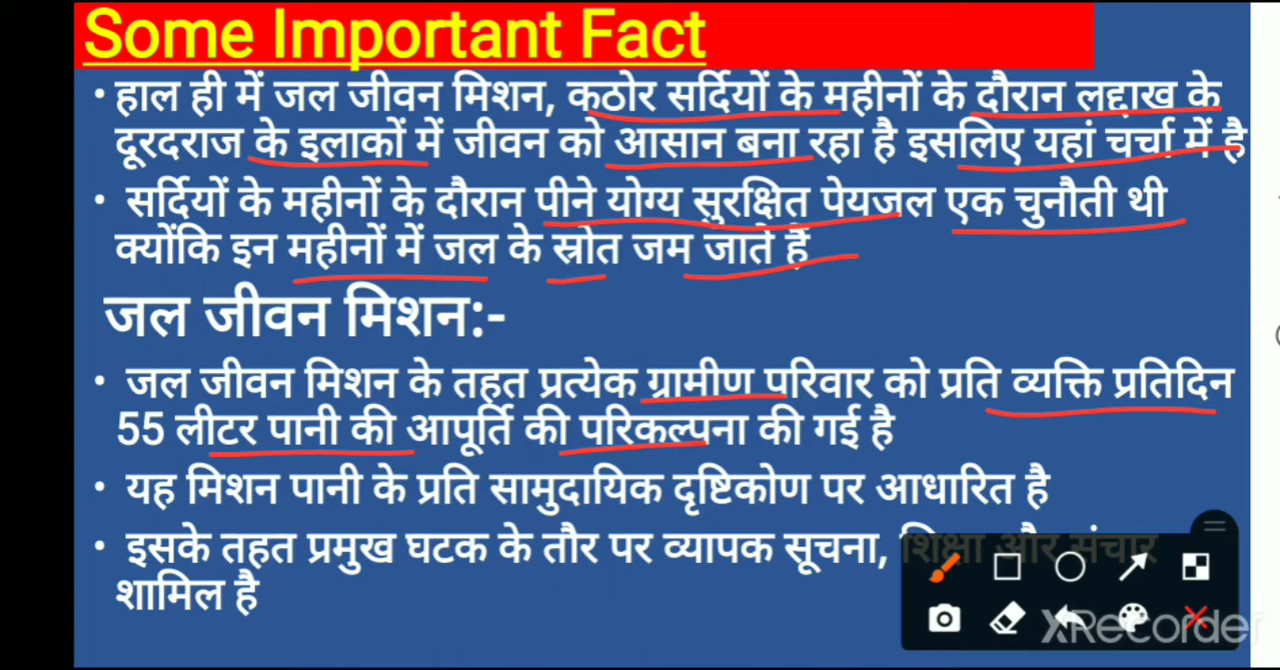 Some Important Fact
• हाल ही में जल जीवन मिशन, कठोर सर्दियों के महीनों के दौरान लद्दाख के
दूरदराज के इलाकों में जीवन को आसान बना रहा है इसलिए यहां चर्चा में है
• सर्दियों के महीनों के दौरान पीने योग्य सुरक्षित पेयजल एक चुनौती थी
क्योंकि इन महीनों में जल के स्रोत जम जाते हैं
जल जीवन मिशन:-
• जल जीवन मिशन के तहत प्रत्येक ग्रामीण परिवार को प्रति व्यक्ति प्रतिदिन
55 लीटर पानी की आपूर्ति की परिकल्पना की गई है
• यह मिशन पानी के प्रति सामुदायिक दृष्टिकोण पर आधारित है
• इसके तहत प्रमुख घटक के तौर पर व्यापक सूचना, शिक्षा और संचार
शामिल है
XRecorder